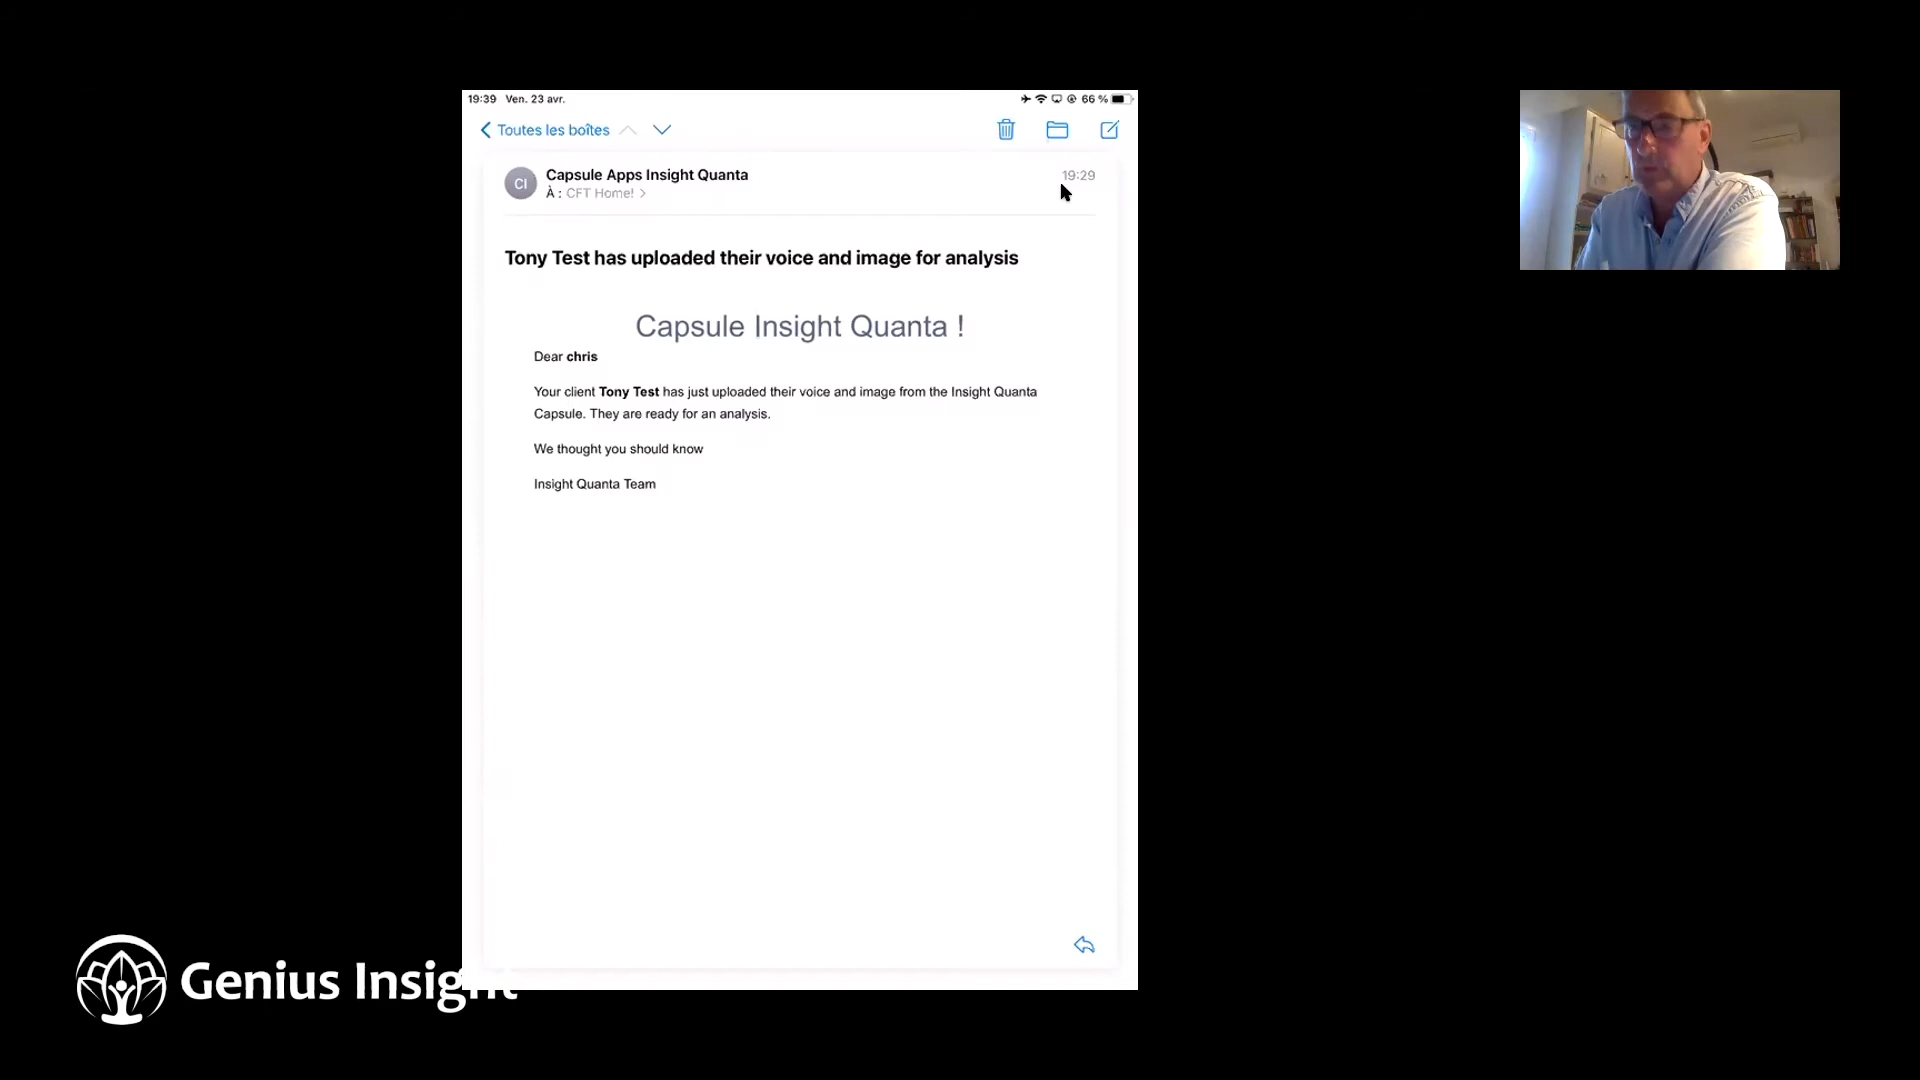 19:39 Ven. 23 avr. 66 %
Toutes les boîtes
CI
Capsule Apps Insight Quanta
19:29
À : CFT Home!
Tony Test has uploaded their voice and image for analysis
Capsule Insight Quanta !
Dear chris
Your client Tony Test has just uploaded their voice and image from the Insight Quanta
Capsule. They are ready for an analysis.
We thought you should know
Insight Quanta Team
Genius Insight